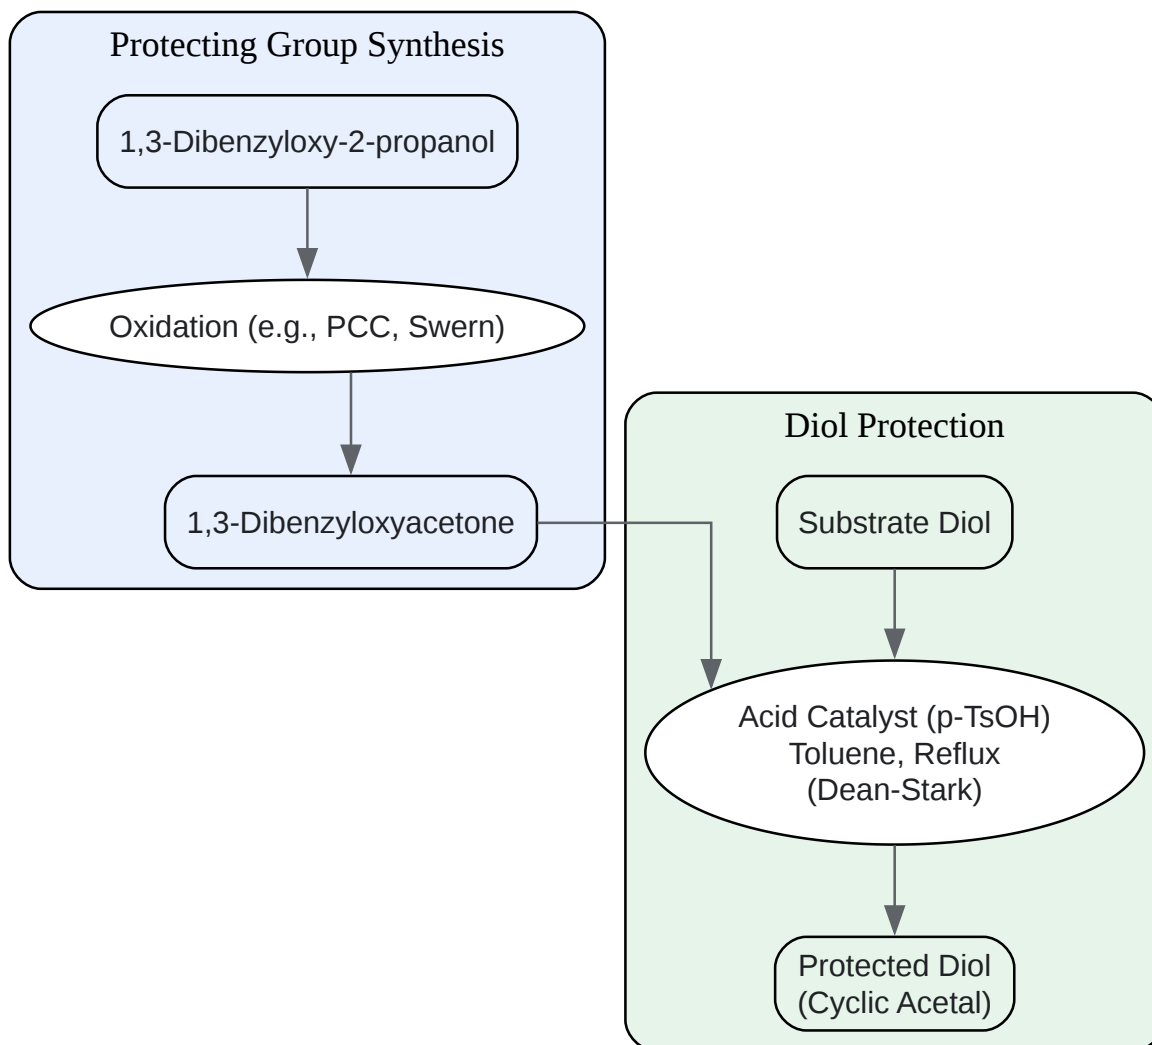 Protecting Group Synthesis
1,3-Dibenzyloxy-2-propanol
Oxidation (e.g., PCC, Swern)
1,3-Dibenzyloxyacetone
Diol Protection
Substrate Diol
Acid Catalyst (p-TsOH)
Toluene, Reflux
(Dean-Stark)
Protected Diol
(Cyclic Acetal)